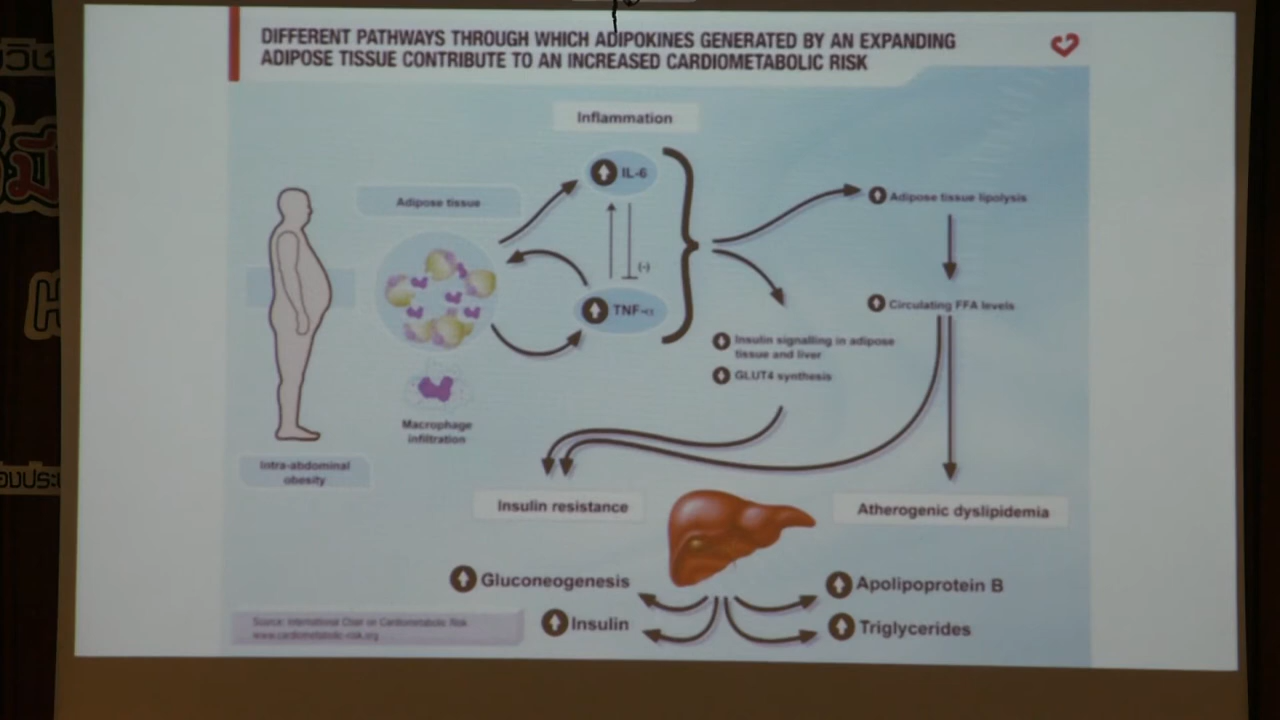 DIFFERENT PATHWAYS THROUGH WHICH ADIPOKINES GENERATED BY AN EXPANDING
ADIPOSE TISSUE CONTRIBUTE TO AN INCREASED CARDIOMETABOLIC RISK
Inflammation
IL-6
Adipose tissue
Adipose tissue lipolysis
(-)
TNF-α
Circulating FFA levels
Insulin signalling in adipose
tissue and liver
GLUT4 synthesis
Macrophage
infiltration
Intra-abdominal
obesity
Insulin resistance
Atherogenic dyslipidemia
Gluconeogenesis
Apolipoprotein B
Insulin
Triglycerides
Source: International Chair on Cardiometabolic Risk
www.cardiometabolic-risk.org